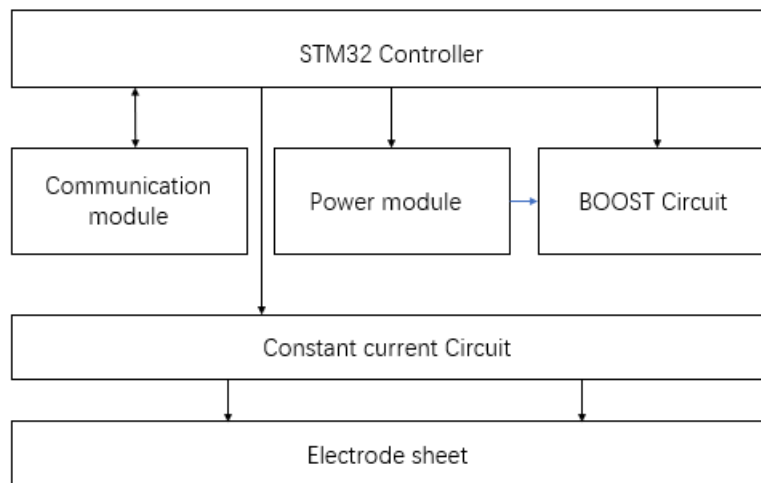 STM32 Controller
Communication
module
Power module
BOOST Circuit
Constant current Circuit
Electrode sheet